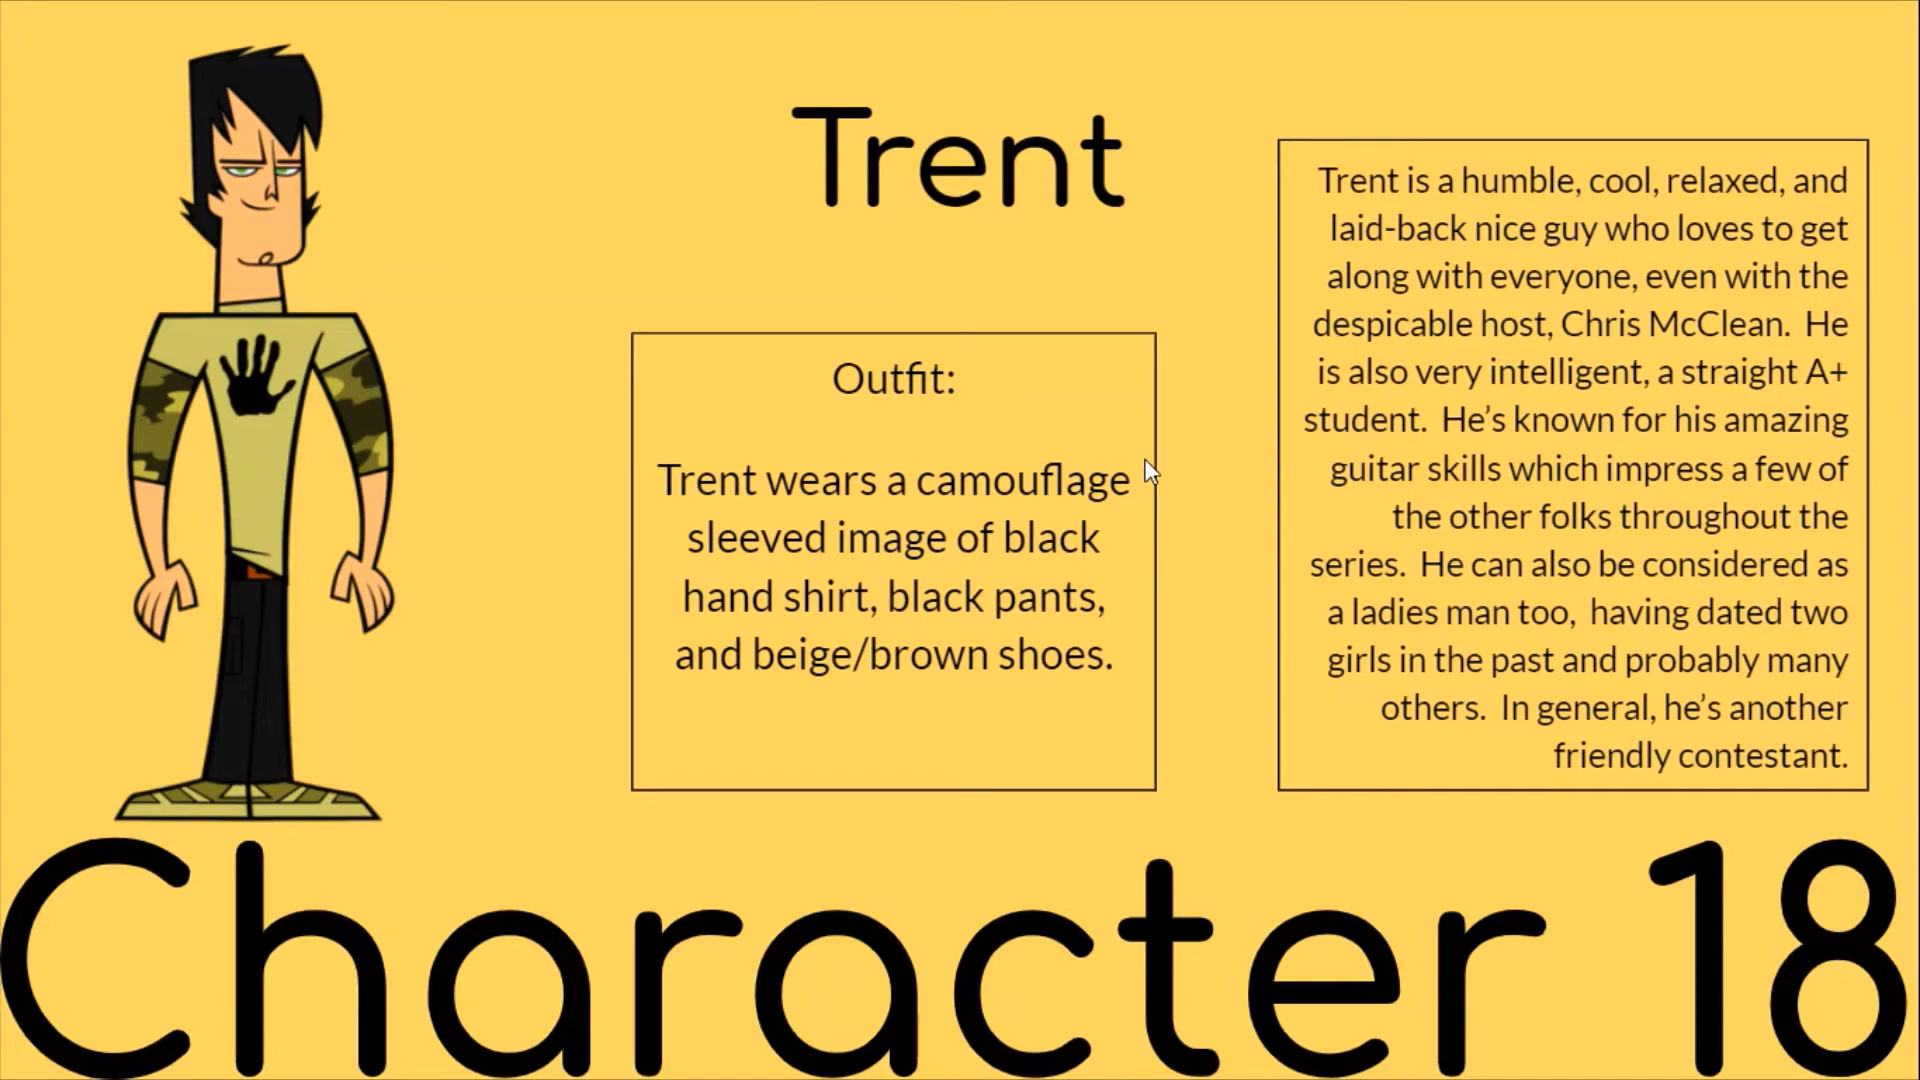 Trent
Outfit:
Trent wears a camouflage
sleeved image of black
hand shirt, black pants,
and beige/brown shoes.
Trent is a humble, cool, relaxed, and
laid-back nice guy who loves to get
along with everyone, even with the
despicable host, Chris McClean.  He
is also very intelligent, a straight A+
student.  He’s known for his amazing
guitar skills which impress a few of
the other folks throughout the
series.  He can also be considered as
a ladies man too,  having dated two
girls in the past and probably many
others.  In general, he’s another
friendly contestant.
Character 18